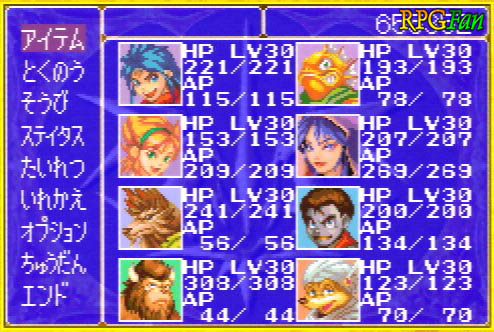 RPGFan
アイテム
とくのう
そうび
ステイタス
たいれつ
いれかえ
オプション
ちゅうだん
エンド
HP LV30
221/221
AP
115/115
HP LV30
193/193
AP
78/ 78
HP LV30
153/153
AP
209/209
HP LV30
207/207
AP
269/269
HP LV30
241/241
AP
56/ 56
HP LV30
200/200
AP
134/134
HP LV30
308/308
AP
44/ 44
HP LV30
123/123
AP
70/ 70